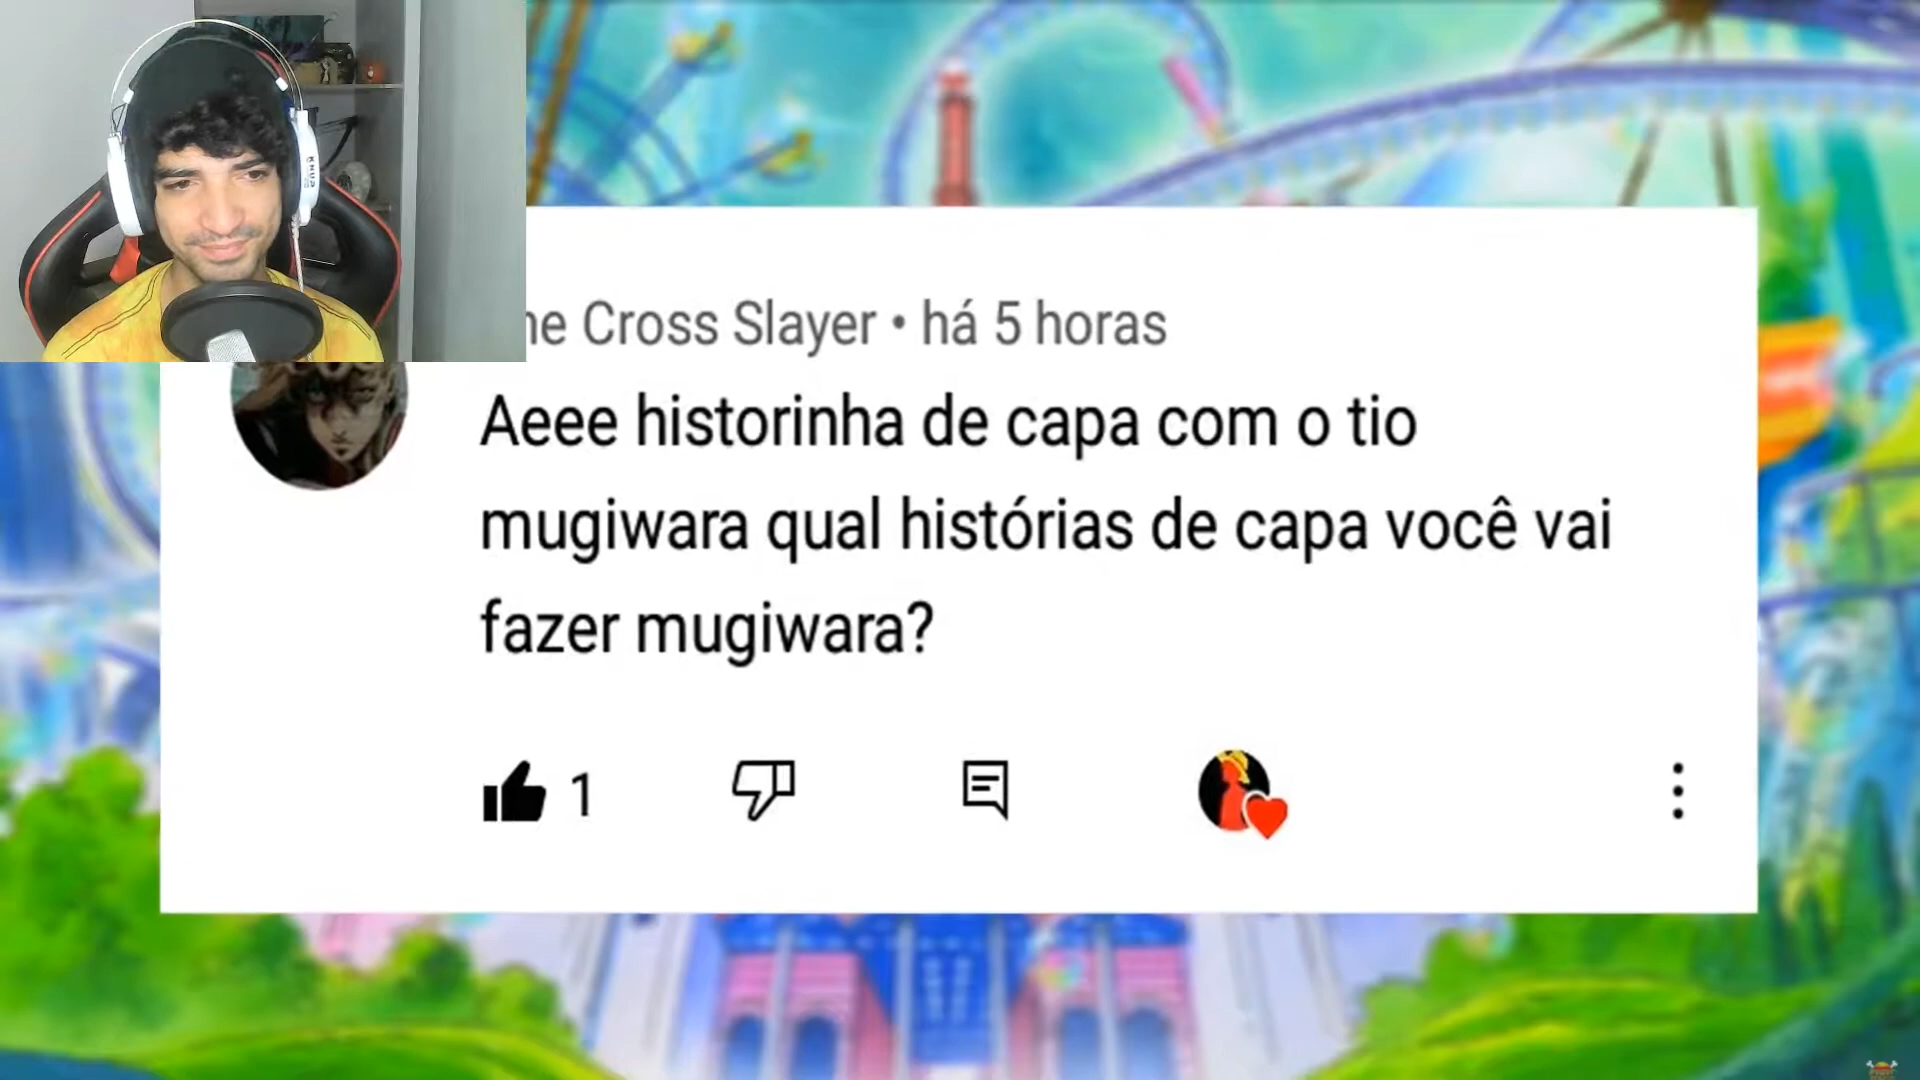 Cross Slayer • há 5 horas
Aeee historinha de capa com o tio
mugiwara qual histórias de capa você vai
fazer mugiwara?
1